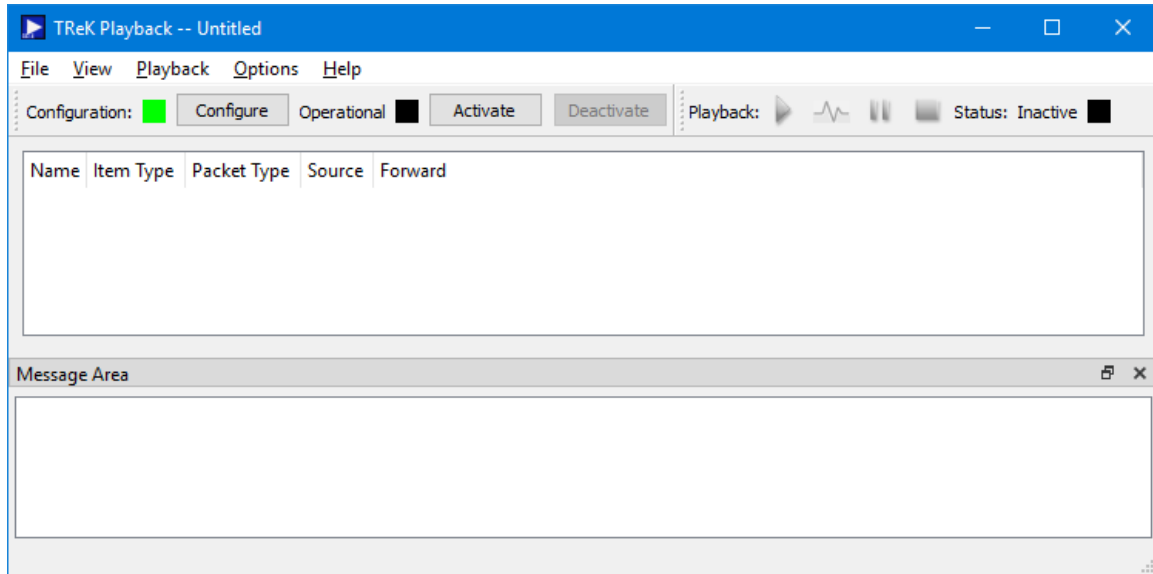 TReK Playback -- Untitled
File View Playback Options Help
Configuration: Configure Operational Activate Deactivate Playback: Status: Inactive
Name Item Type Packet Type Source Forward
Message Area